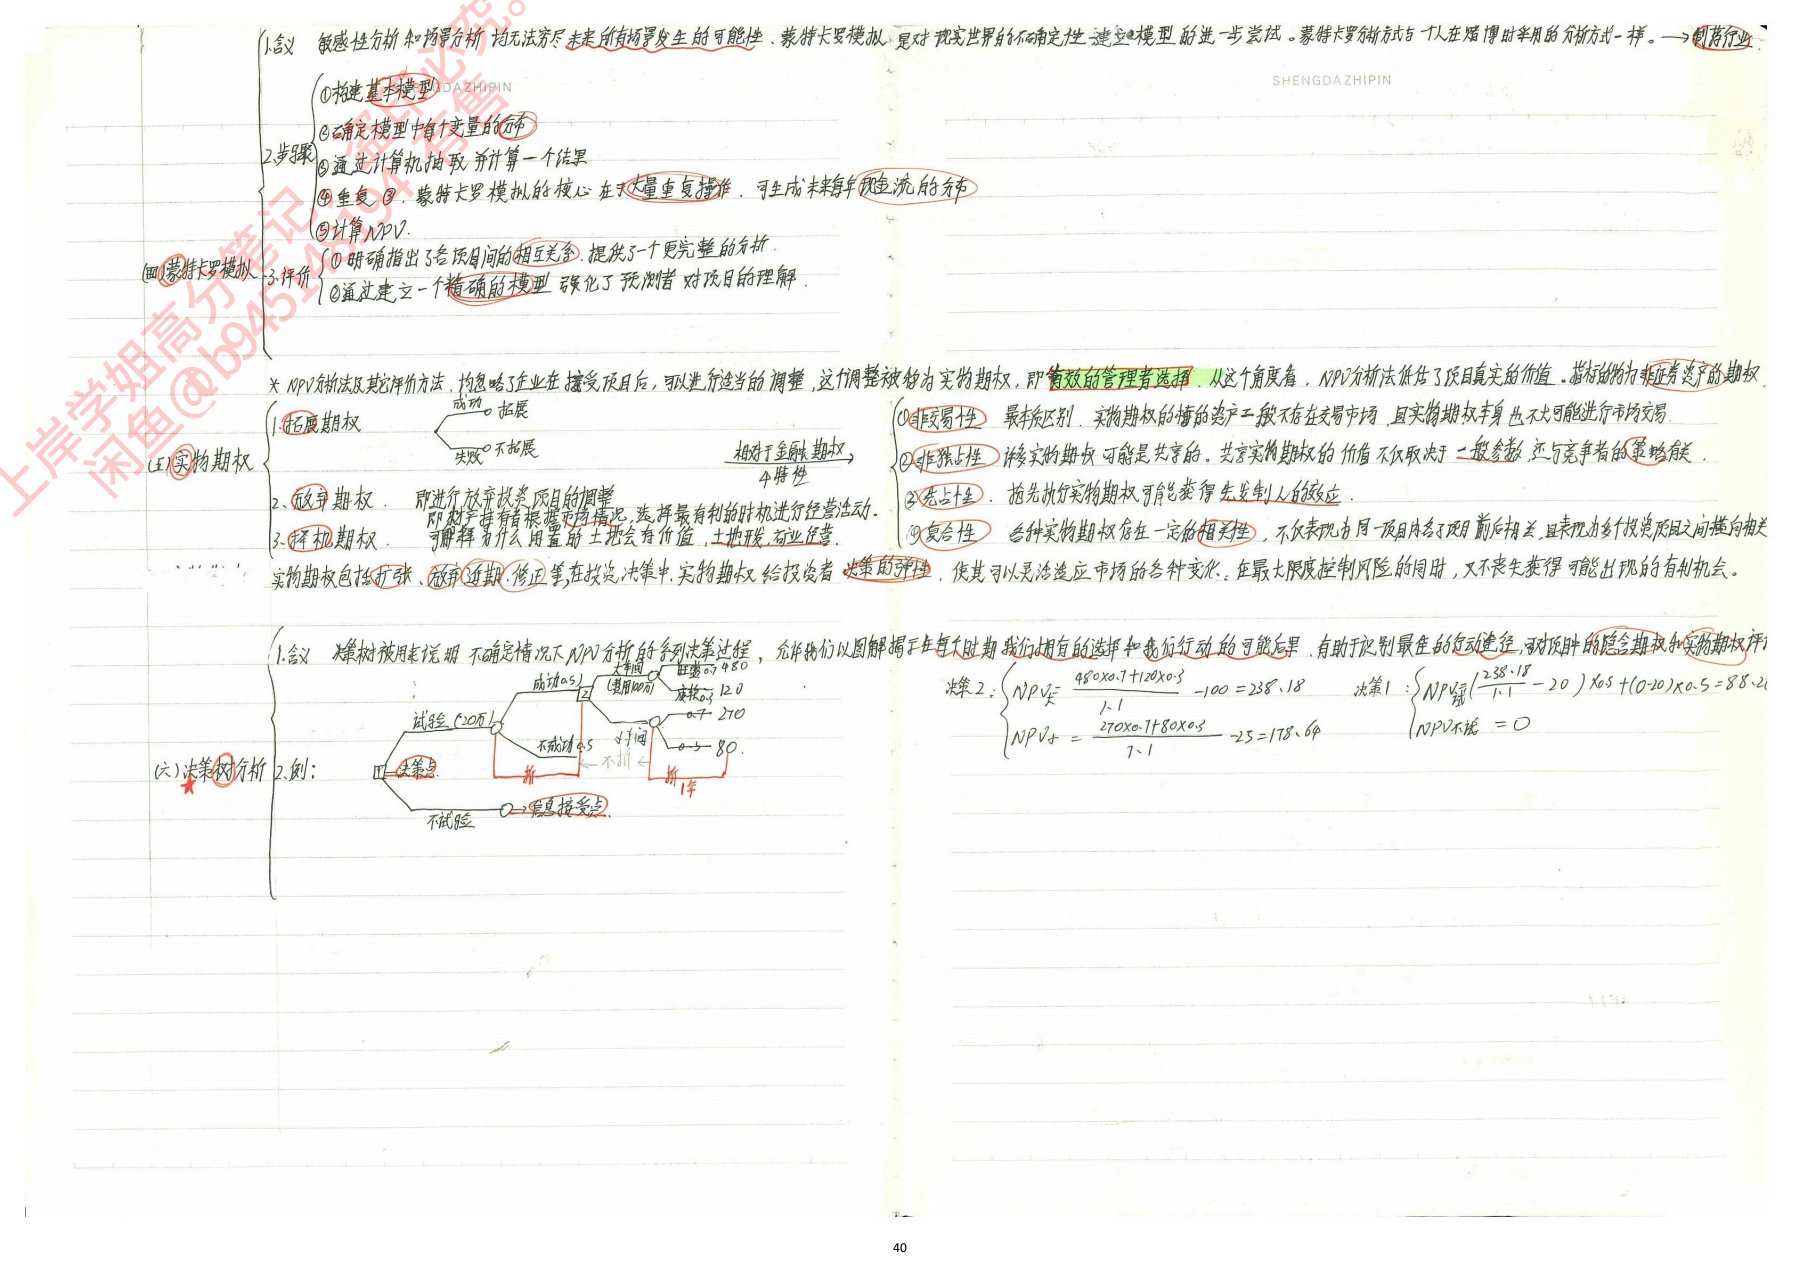 1.含义 敏感性分析和场景分析均无法穷尽未来所有场景发生的可能性、蒙特卡罗模拟是对现实世界的不确定性建立模型的进一步尝试。蒙特卡罗分析方式与一个人在赌博时采用的分析方式一样。→制药行业
SHENGDAZHIPIN
SHENGDAZHIPIN
2.步骤
①构建基本模型
②确定模型中每个变量的分布
③通过计算机抽取并计算一个结果
④重复③,蒙特卡罗模拟的核心在于大量重复操作.可生成未来每年现金流的分布
⑤计算NPV.
(四)蒙特卡罗模拟
3.评价
①明确指出了各项目间的相互关系.提供了一个更完整的分析.
②通过建立一个精确的模型 强化了预测者对项目的理解.
* NPV分析法及其它评价方法,均忽略了企业在接受项目后,可以进行适当的调整,这个调整被称为实物期权,即有效的管理者选择.从这个角度看,NPV分析法低估了项目真实的价值。指标的物为非证券资产的期权.
(五)实物期权
1.拓展期权
成功 拓展
失败 不拓展
相对于金融期权
4特性
2.放弃期权. 即进行放弃投资项目的调整
3.择机期权.
即财产持有者根据市场情况,选择最有利的时机进行经营活动.
可解释为什么闲置的土地会有价值.土地开发.矿业经营.
①非交易性 最本质区别.实物期权的标的资产一般不存在交易市场,且实物期权本身也不大可能进行市场交易.
②非独占性 许多实物期权可能是共享的。共享实物期权的价值不仅取决于一般参数,还与竞争者的策略有关.
③先占性. 抢先执行实物期权可能获得先发制人的效应.
④复合性 各种实物期权存在一定的相关性,不仅表现为同一项目内各子项目前后相关,且表现为多个投资项目之间横向相关
实物期权包括扩张、放弃、延期、修正等,在投资决策中.实物期权给投资者决策的弹性,使其可以灵活适应市场的各种变化.在最大限度控制风险的同时,又不丧失获得可能出现的有利机会。
(六)决策树分析
1.含义 决策树被用来说明不确定情况下NPV分析的系列决策过程,允许我们以图解揭示在每个时期我们拥有的选择和我们行动的可能后果.有助于识别最佳的行动途径,可对项目中的隐含期权和实物期权评
2.例:
1
决策点
试验(20万)
成功0.5
不成功0.5
2
大车间
(费用100万)
旺盛0.7 480
疲软0.3 120
小车间
0.7 270
0.3 80.
折
不折
折1年
不试验
信息接受点.
决策2:
NPV大= 480×0.7+120×0.3 / 1.1 -100=238.18
NPV小= 270×0.7+80×0.3 / 1.1 -25=178.64
决策1:
NPV试=(238.18 / 1.1 -20)×0.5+(0-20)×0.5=88.2
NPV不试=0
上岸学姐高分笔记,盗印必究。
闲鱼@b945148194有售
40